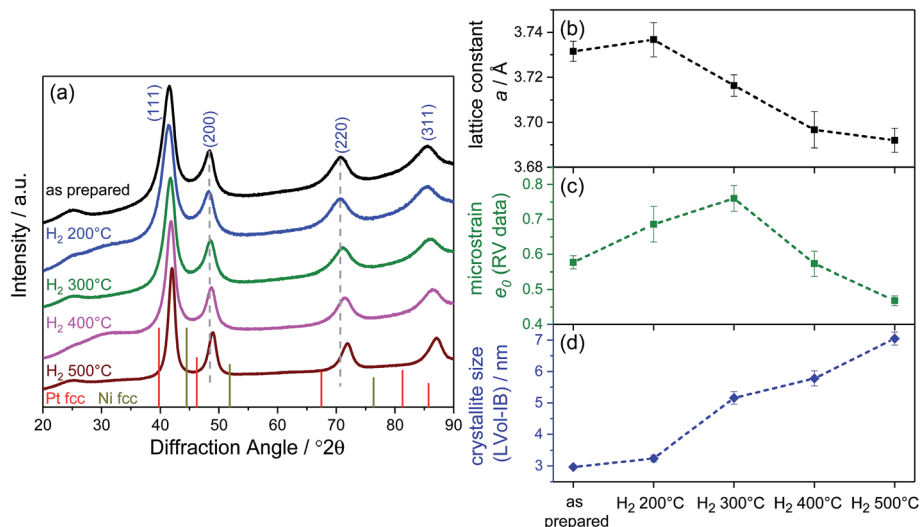 (a)
(111)
(200)
(220)
(311)
as prepared
H₂ 200°C
H₂ 300°C
H₂ 400°C
H₂ 500°C
Pt fcc
Ni fcc
Intensity / a.u.
20
30
40
50
60
70
80
90
Diffraction Angle / °2θ
(b)
lattice constant
a / Å
3.74
3.72
3.70
3.68
(c)
microstrain
e₀ (RV data)
0.8
0.7
0.6
0.5
0.4
(d)
crystallite size
(LVol-IB) / nm
7
6
5
4
3
as
prepared
H₂ 200°C
H₂ 300°C
H₂ 400°C
H₂ 500°C